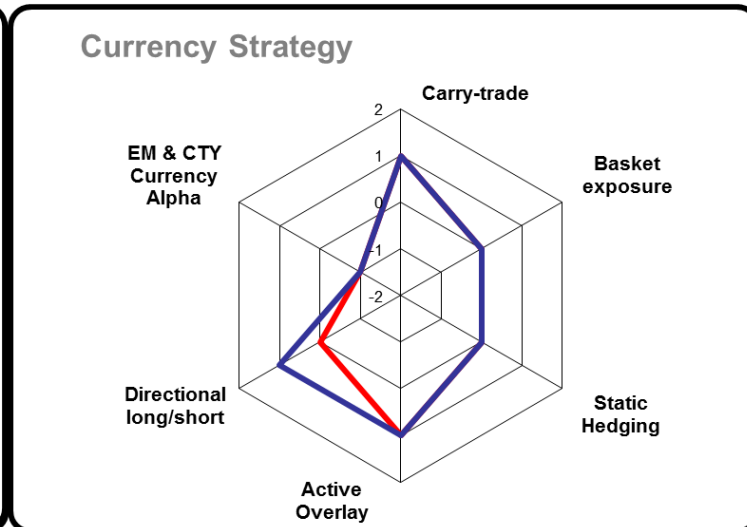 Currency Strategy
Carry-trade
2
EM & CTY
Currency
Alpha
1
Basket
exposure
0
-1
-2
Directional
long/short
Static
Hedging
Active
Overlay